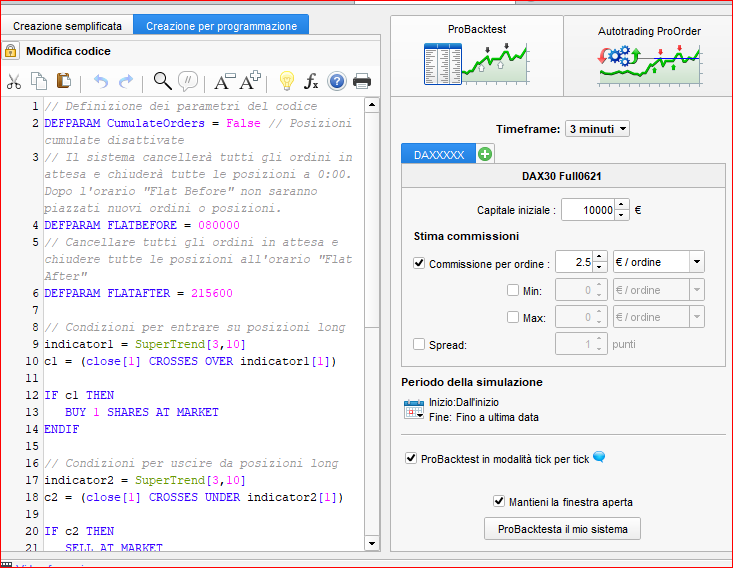 Creazione semplificata
Creazione per programmazione
Modifica codice
1 // Definizione dei parametri del codice
2 DEFPARAM CumulateOrders = False // Posizioni
cumulate disattivate
3 // Il sistema cancellerà tutti gli ordini in
attesa e chiuderà tutte le posizioni a 0:00.
Dopo l'orario "Flat Before" non saranno
piazzati nuovi ordini o posizioni.
4 DEFPARAM FLATBEFORE = 080000
5 // Cancellare tutti gli ordini in attesa e
chiudere tutte le posizioni all'orario "Flat
After"
6 DEFPARAM FLATAFTER = 215600
7
8 // Condizioni per entrare su posizioni long
9 indicator1 = SuperTrend[3,10]
10 c1 = (close[1] CROSSES OVER indicator1[1])
11
12 IF c1 THEN
13 BUY 1 SHARES AT MARKET
14 ENDIF
15
16 // Condizioni per uscire da posizioni long
17 indicator2 = SuperTrend[3,10]
18 c2 = (close[1] CROSSES UNDER indicator2[1])
19
20 IF c2 THEN
21 SELL AT MARKET
ProBacktest
Autotrading ProOrder
Timeframe: 3 minuti
DAXXXXX
DAX30 Full0621
Capitale iniziale : 10000 €
Stima commissioni
Commissione per ordine : 2.5 € / ordine
Min: 0 € / ordine
Max: 0 € / ordine
Spread: 1 punti
Periodo della simulazione
Inizio:Dall'inizio
Fine: Fino a ultima data
ProBacktest in modalità tick per tick
Mantieni la finestra aperta
ProBacktesta il mio sistema